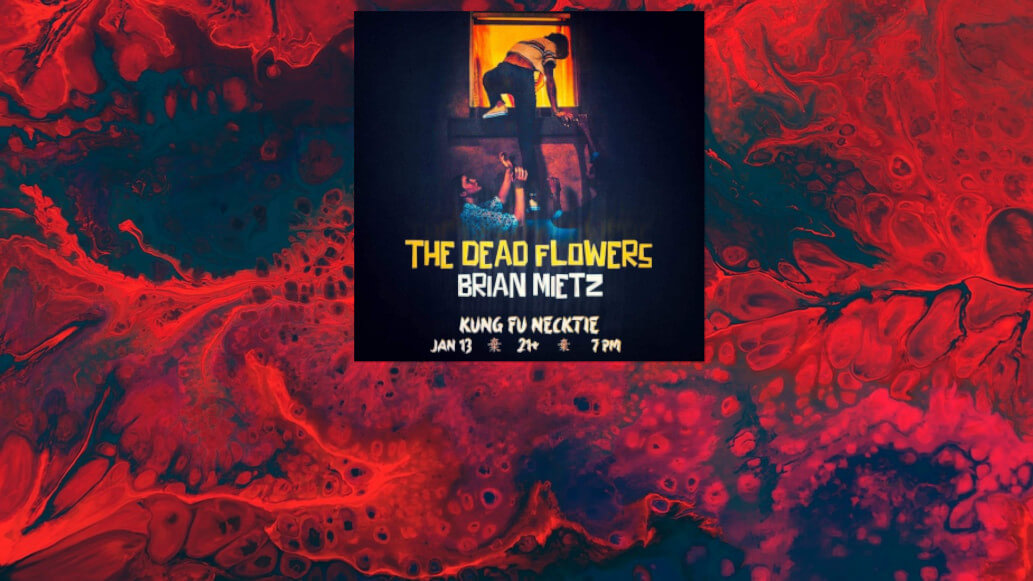 THE DEAD FLOWERS
BRIAN MIETZ
KUNG FU NECKTIE
JAN 13 21+ 7 PM